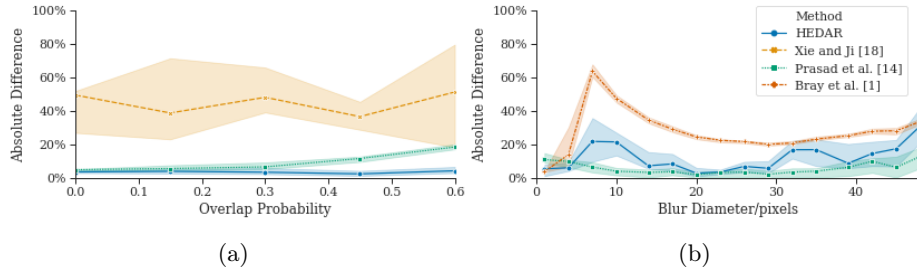 100%
80%
60%
40%
20%
0%
Absolute Difference
0.0 0.1 0.2 0.3 0.4 0.5 0.6
Overlap Probability
(a)
100%
80%
60%
40%
20%
0%
Absolute Difference
Method
HEDAR
Xie and Ji [18]
Prasad et al. [14]
Bray et al. [1]
0 10 20 30 40
Blur Diameter/pixels
(b)